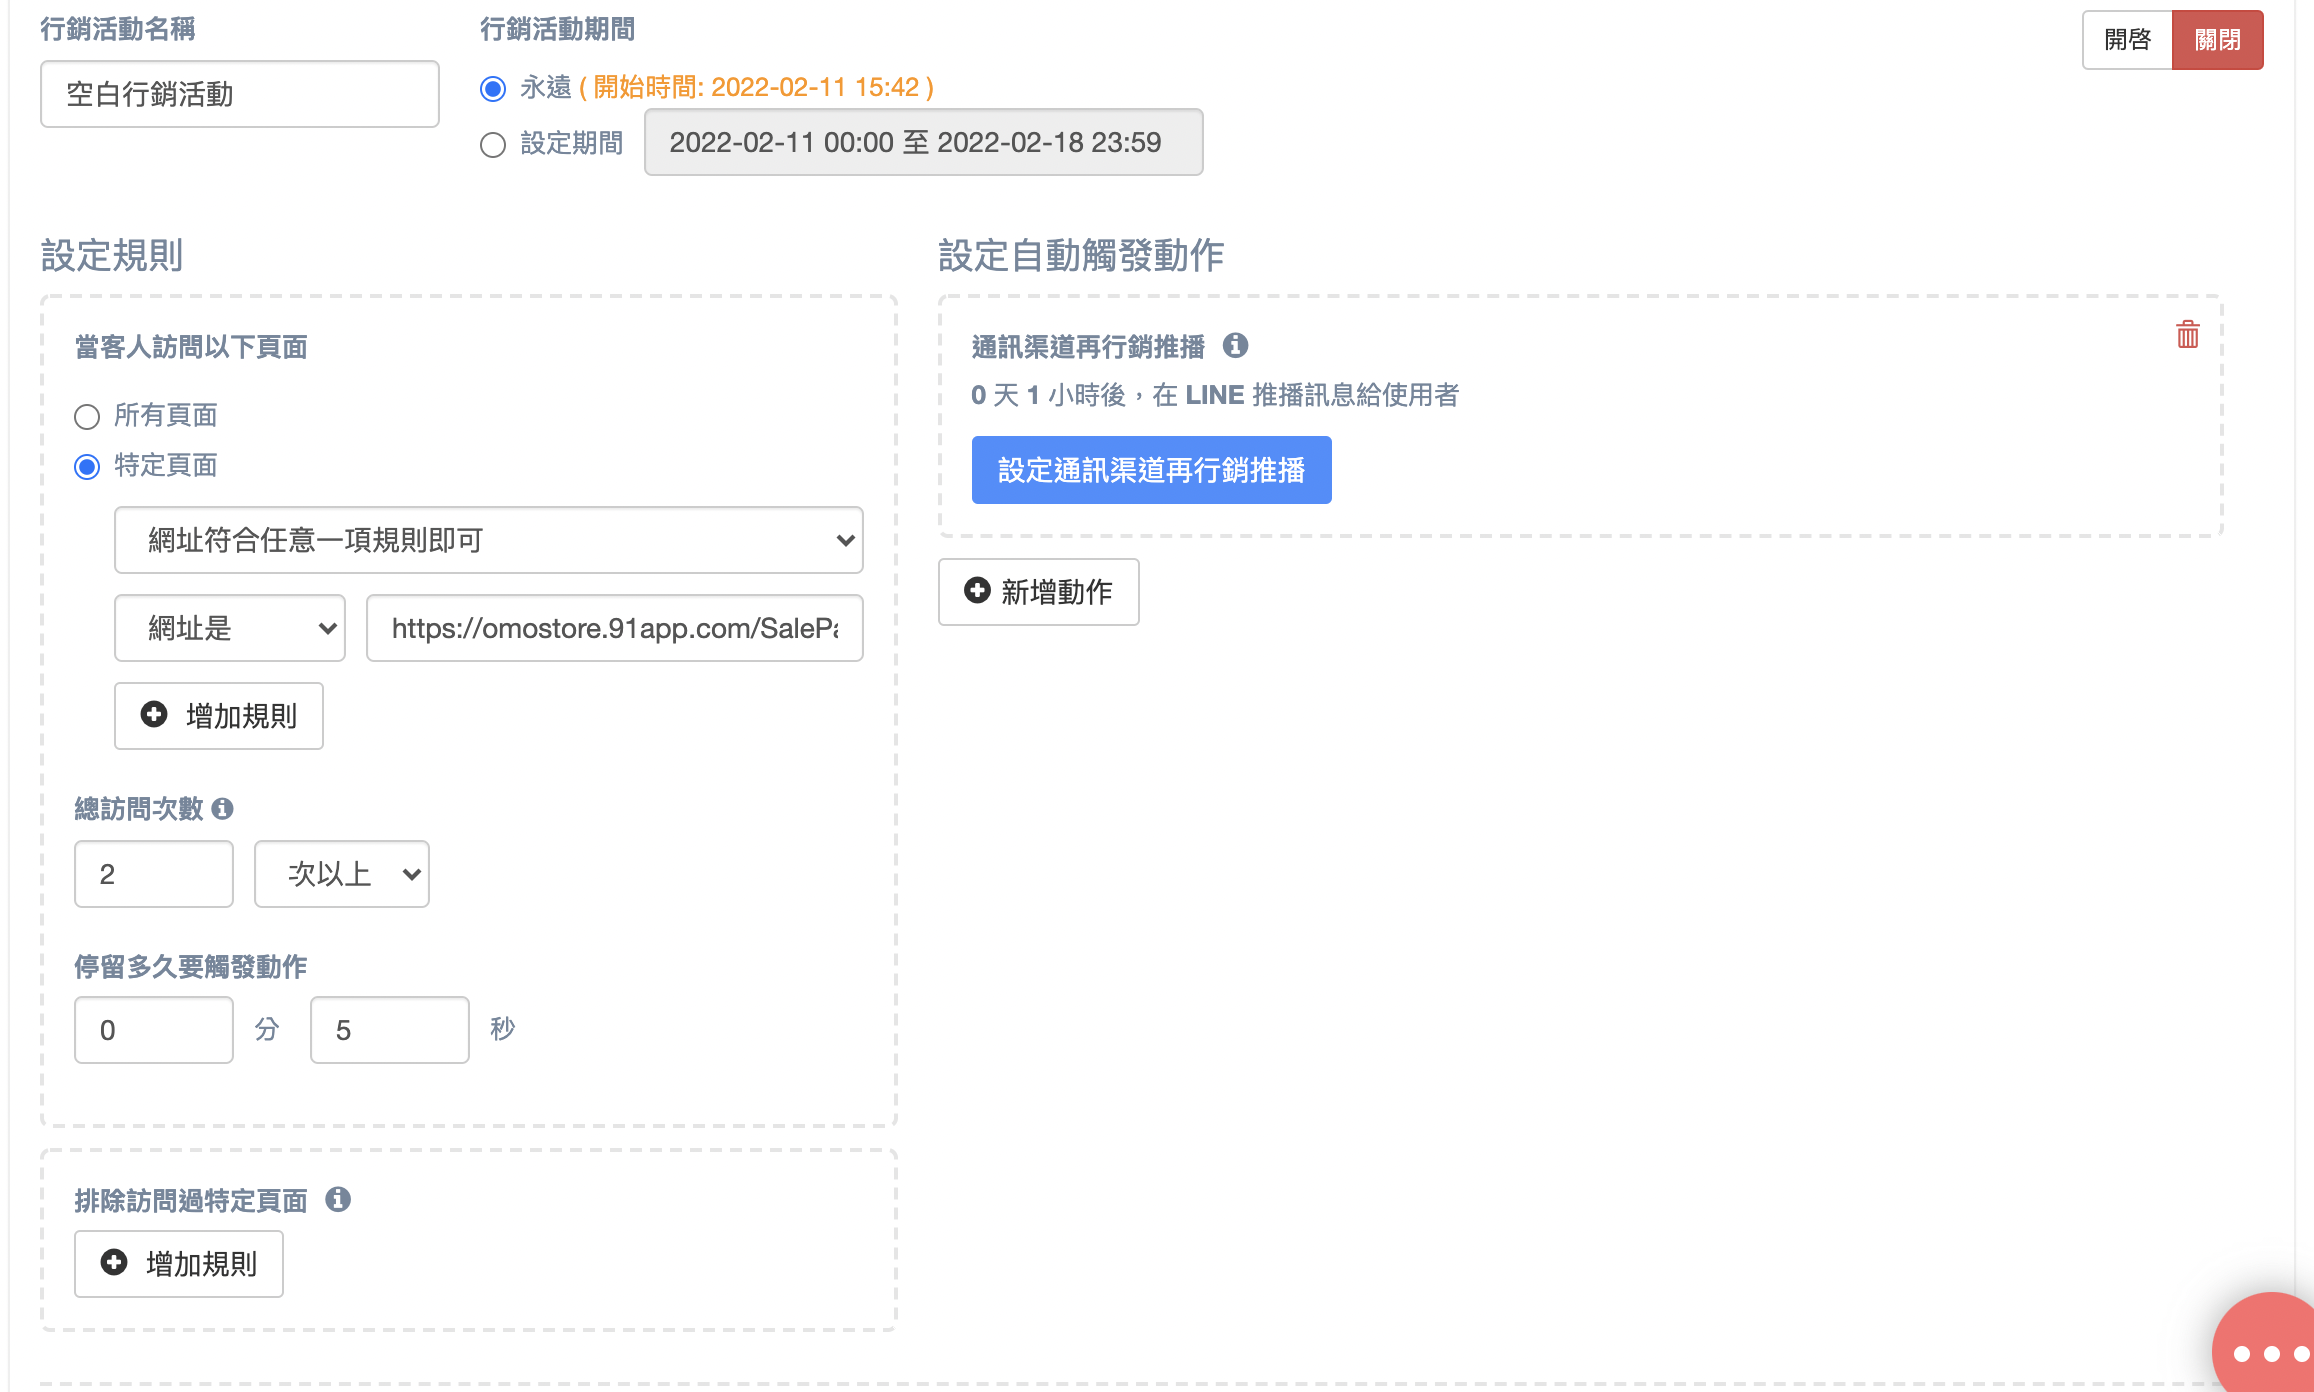 行銷活動名稱
空白行銷活動
行銷活動期間
永遠 ( 開始時間: 2022-02-11 15:42 )
設定期間 2022-02-11 00:00 至 2022-02-18 23:59
開啓 關閉
設定規則
當客人訪問以下頁面
所有頁面
特定頁面
網址符合任意一項規則即可
網址是 https://omostore.91app.com/SalePa
增加規則
總訪問次數
2 次以上
停留多久要觸發動作
0 分 5 秒
排除訪問過特定頁面
增加規則
設定自動觸發動作
通訊渠道再行銷推播
0 天 1 小時後，在 LINE 推播訊息給使用者
設定通訊渠道再行銷推播
新增動作